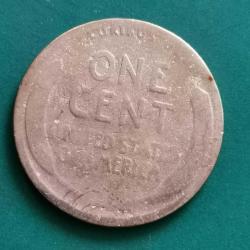 ONE
CENT
UNITED STATES
OF AMERICA